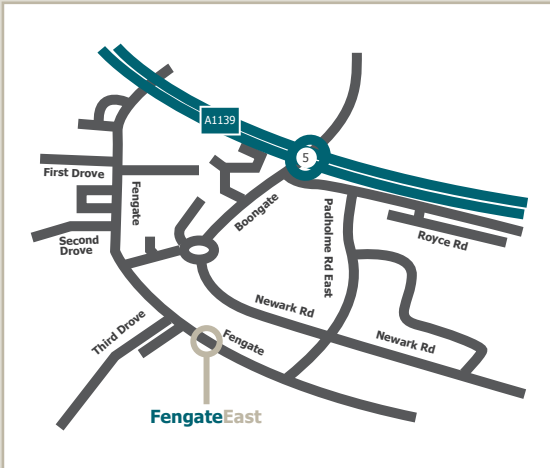 A1139
5
First Drove
Fengate
Boongate
Padholme Rd East
Royce Rd
Second
Drove
Newark Rd
Newark Rd
Third Drove
Fengate
FengateEast